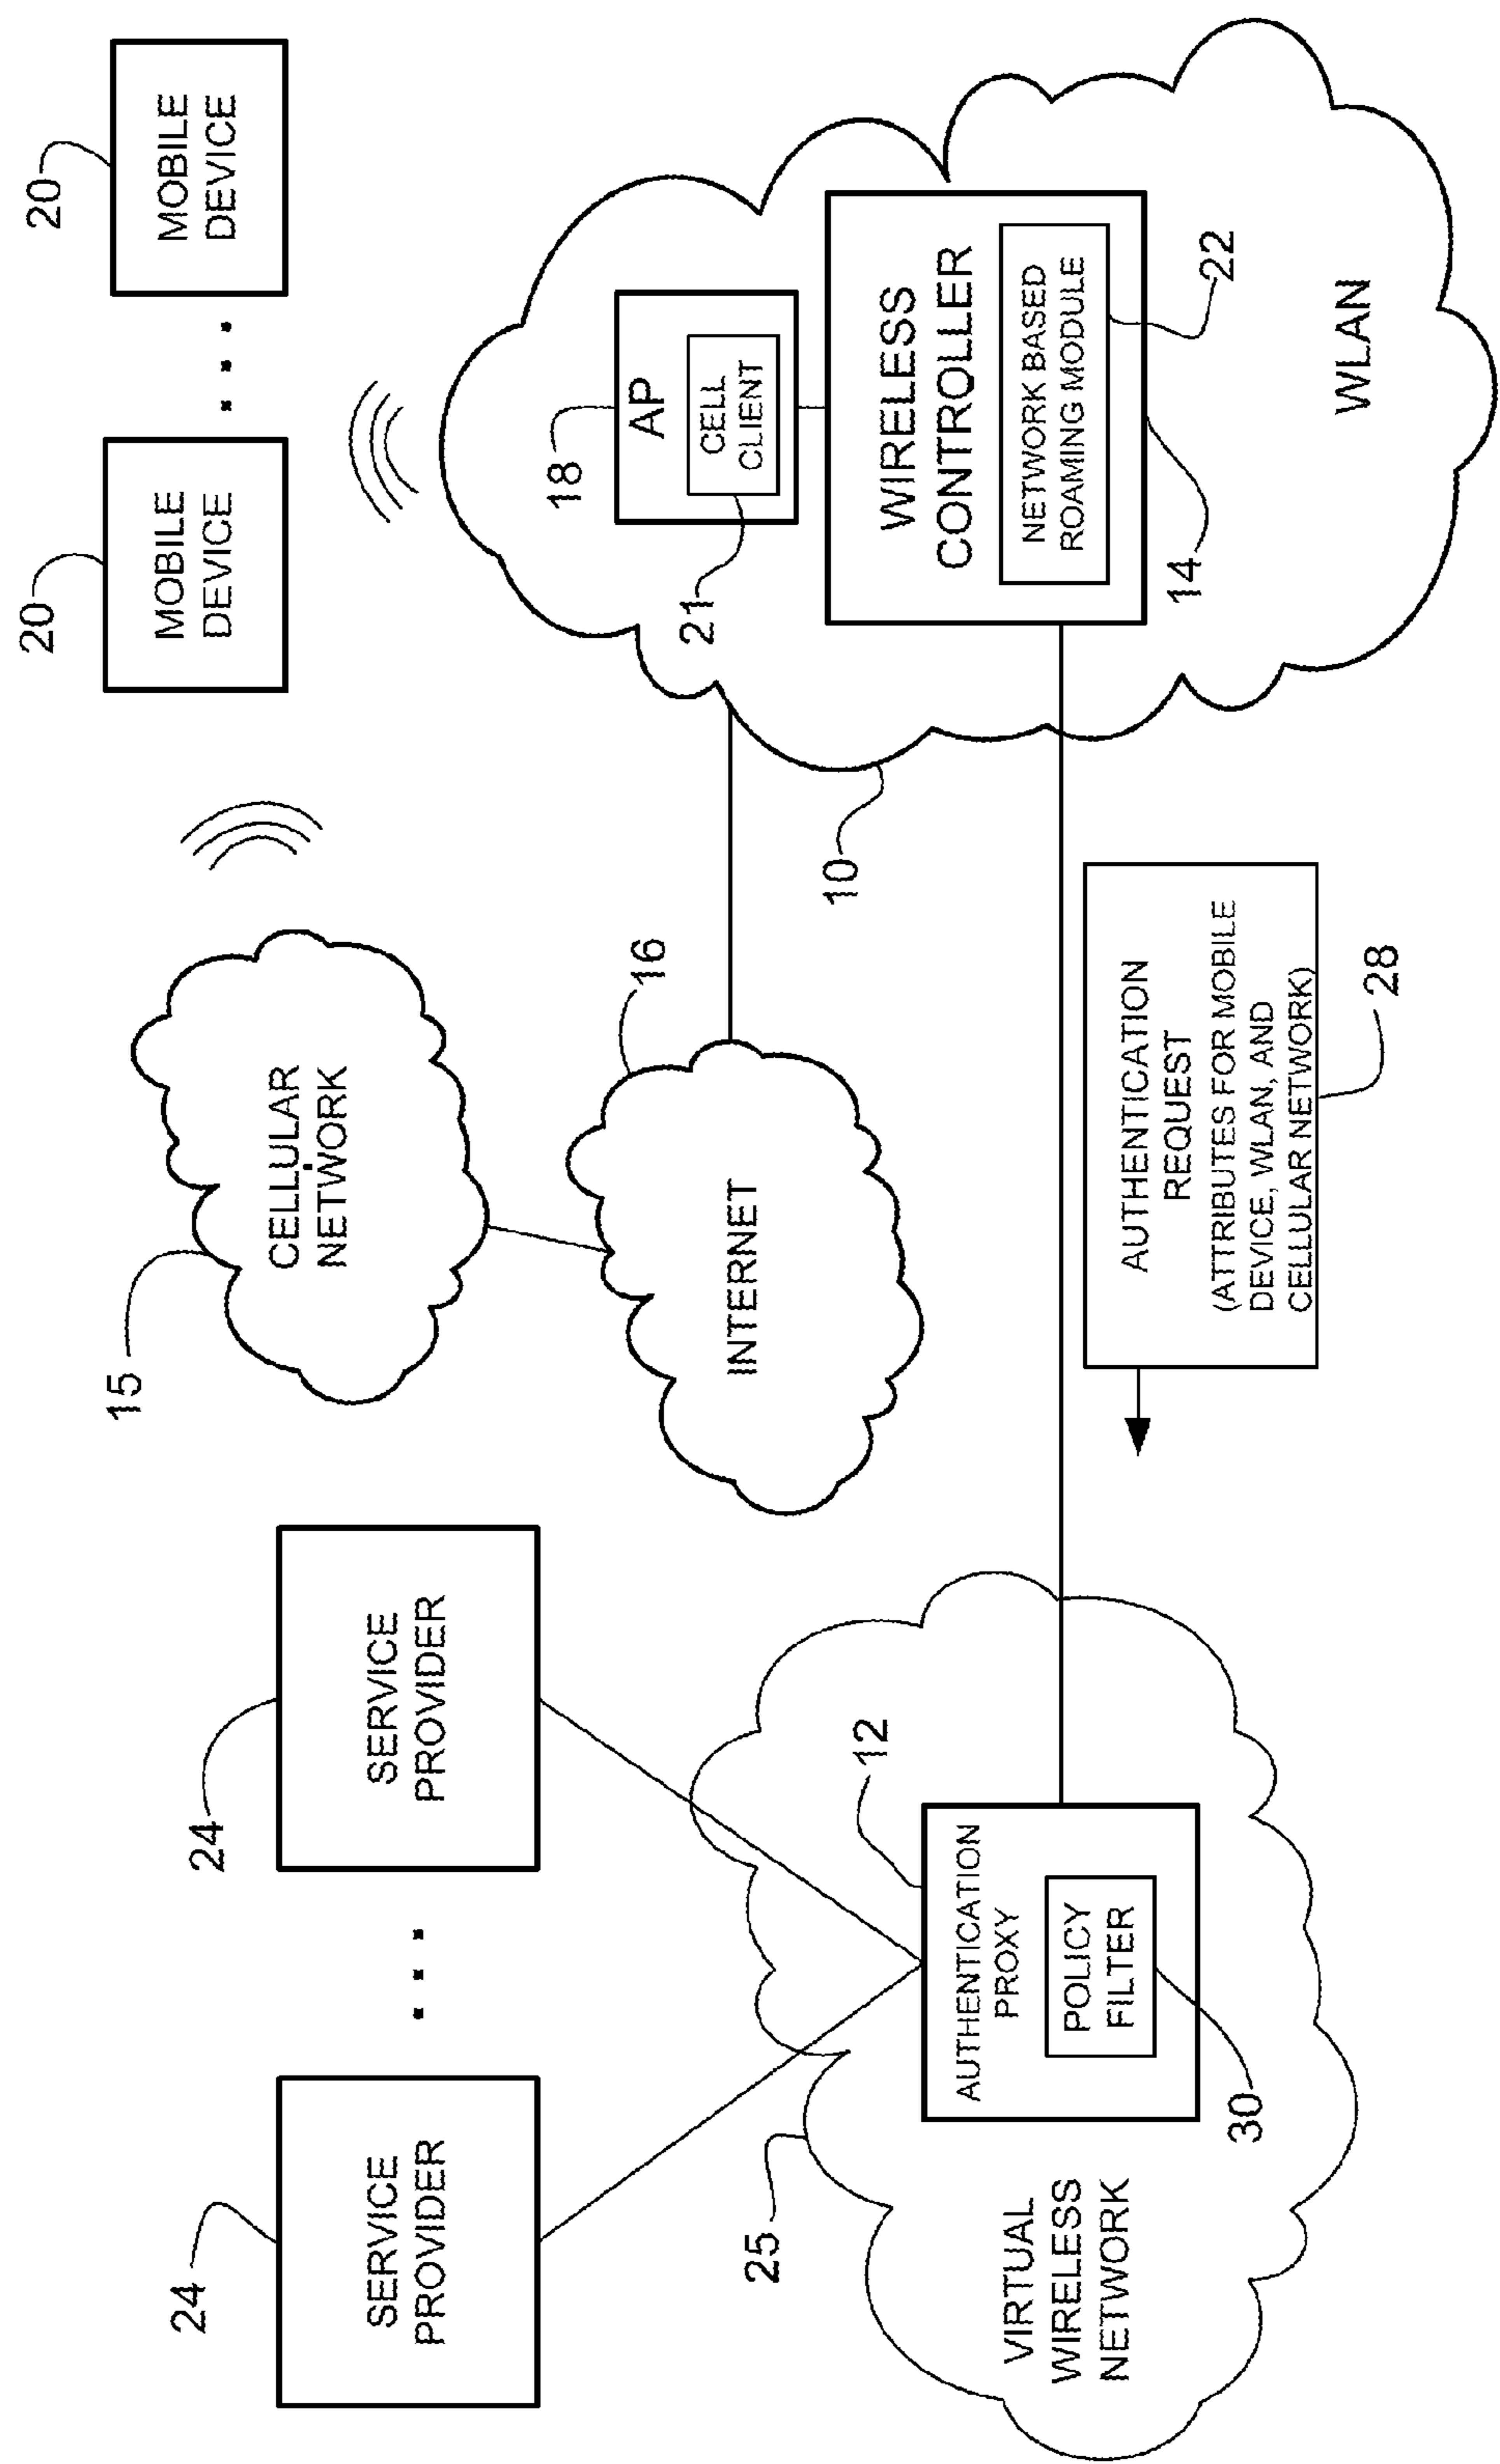 20
MOBILE
DEVICE
20
MOBILE
DEVICE
15
CELLULAR
NETWORK
16
INTERNET
24
SERVICE
PROVIDER
24
SERVICE
PROVIDER
18
AP
CELL
CLIENT
21
WIRELESS
CONTROLLER
NETWORK BASED
ROAMING MODULE
22
14
WLAN
10
AUTHENTICATION
REQUEST
(ATTRIBUTES FOR MOBILE
DEVICE, WLAN, AND
CELLULAR NETWORK)
28
12
AUTHENTICATION
PROXY
POLICY
FILTER
30
25
VIRTUAL
WIRELESS
NETWORK